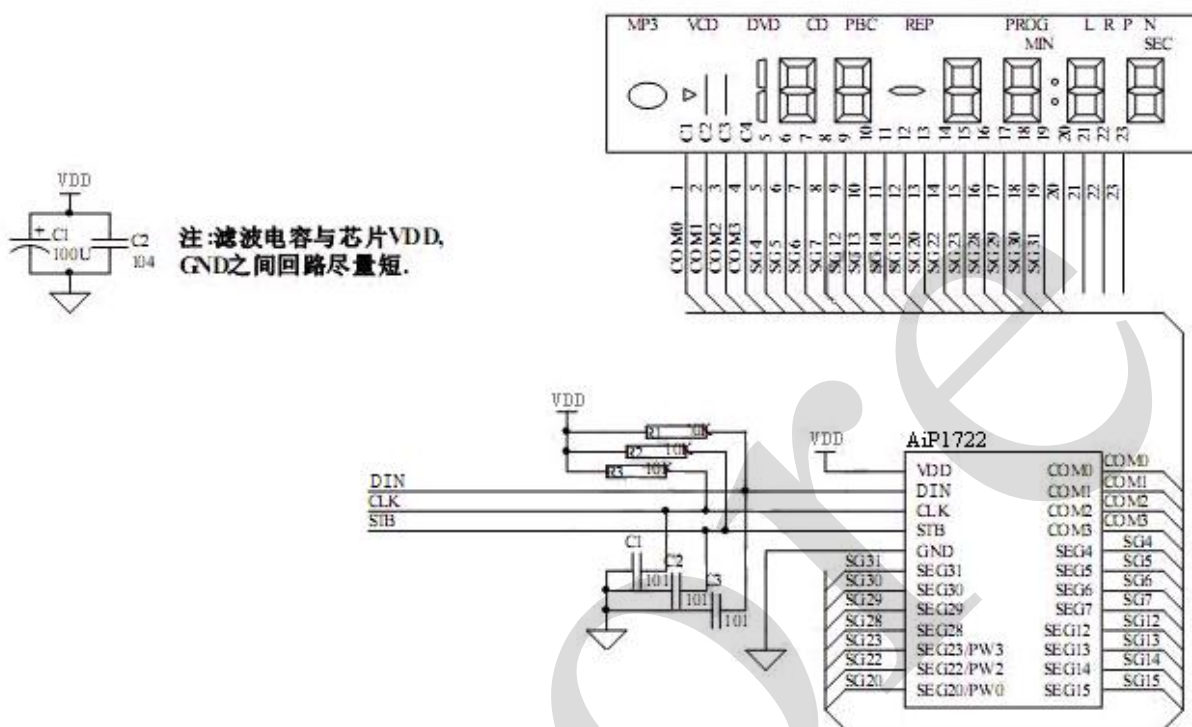 MP3 VCD DVD CD PBC REP PROG L R P N
MIN SEC
C1 C2 C3 C4 5 6 7 8 9 10 11 12 13 14 15 16 17 18 19 20 21 22 23
1 2 3 4 5 6 7 8 9 10 11 12 13 14 15 16 17 18 19 20 21 22 23
COM0 COM1 COM2 COM3 SG4 SG5 SG6 SG7 SG12 SG13 SG14 SG15 SG20 SG22 SG23 SG28 SG29 SG30 SG31
VDD
C1
100U
C2
104
注:滤波电容与芯片VDD,
GND之间回路尽量短.
VDD
R1 10K
R2 10K
R3 10K
DIN
CLK
STB
C1
101
C2
101
C3
101
VDD
AiP1722
VDD COM0 COM0
DIN COM1 COM1
CLK COM2 COM2
STB COM3 COM3
GND SEG4 SG4
SG31 SEG31 SEG5 SG5
SG30 SEG30 SEG6 SG6
SG29 SEG29 SEG7 SG7
SG28 SEG28 SEG12 SG12
SG23 SEG23/PW3 SEG13 SG13
SG22 SEG22/PW2 SEG14 SG14
SG20 SEG20/PW0 SEG15 SG15